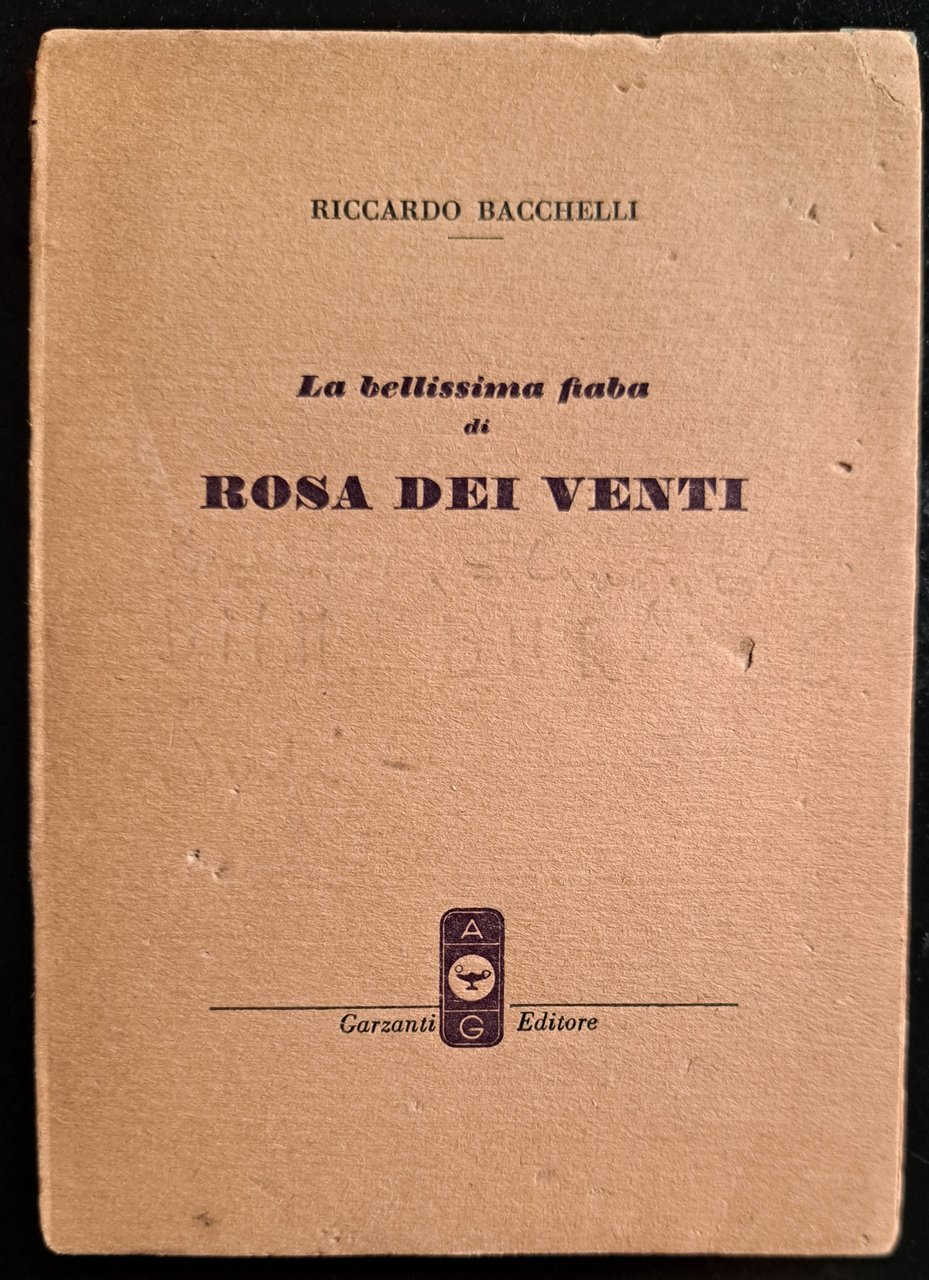 RICCARDO BACCHELLI
La bellissima fiaba
di
ROSA DEI VENTI
A
G
Garzanti Editore